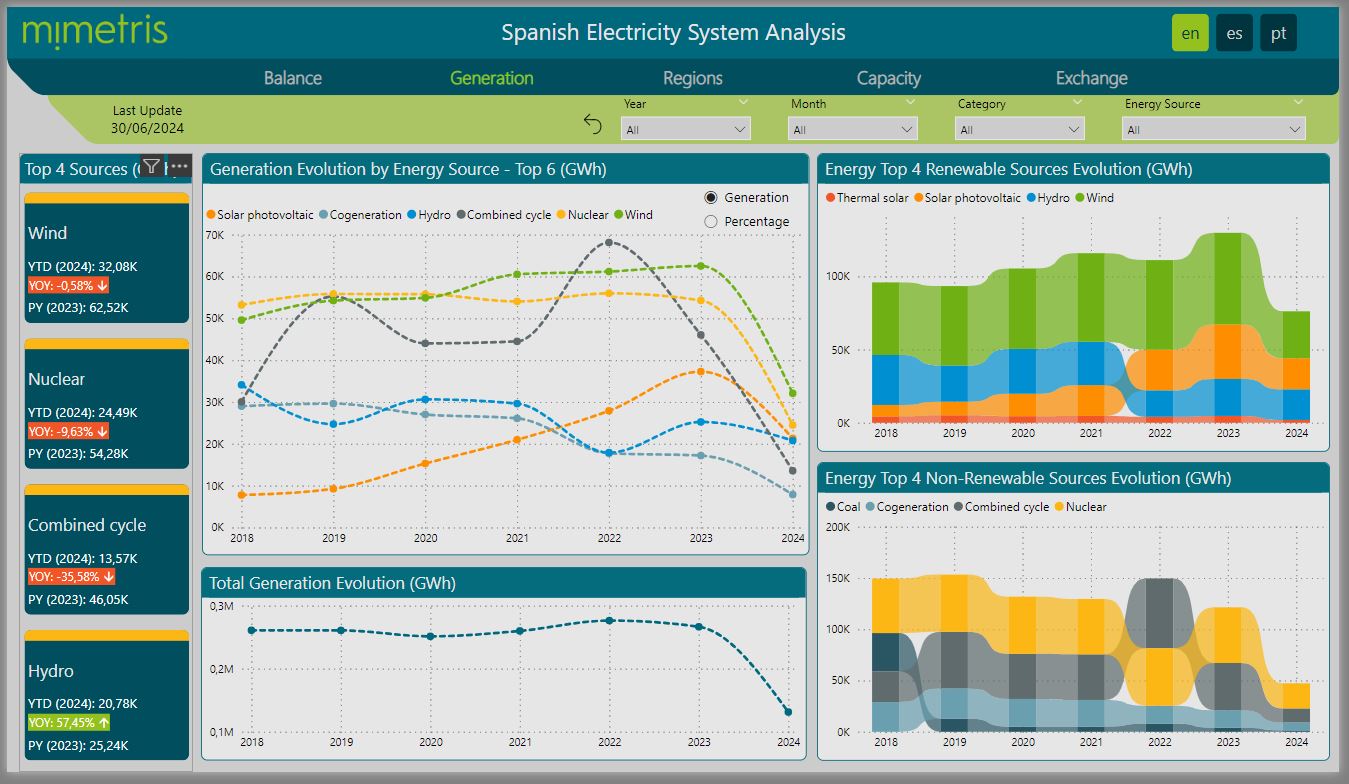 mimetris
Spanish Electricity System Analysis
en es pt
Balance Generation Regions Capacity Exchange
Last Update
30/06/2024
Year Month Category Energy Source
All All All All
Top 4 Sources (
Wind
YTD (2024): 32,08K
YOY: -0,58% ↓
PY (2023): 62,52K
Nuclear
YTD (2024): 24,49K
YOY: -9,63% ↓
PY (2023): 54,28K
Combined cycle
YTD (2024): 13,57K
YOY: -35,58% ↓
PY (2023): 46,05K
Hydro
YTD (2024): 20,78K
YOY: 57,45% ↑
PY (2023): 25,24K
Generation Evolution by Energy Source - Top 6 (GWh)
Generation
Percentage
Solar photovoltaic Cogeneration Hydro Combined cycle Nuclear Wind
70K
60K
50K
40K
30K
20K
10K
0K
2018 2019 2020 2021 2022 2023 2024
Total Generation Evolution (GWh)
0,3M
0,2M
0,1M
2018 2019 2020 2021 2022 2023 2024
Energy Top 4 Renewable Sources Evolution (GWh)
Thermal solar Solar photovoltaic Hydro Wind
100K
50K
0K
2018 2019 2020 2021 2022 2023 2024
Energy Top 4 Non-Renewable Sources Evolution (GWh)
Coal Cogeneration Combined cycle Nuclear
200K
150K
100K
50K
0K
2018 2019 2020 2021 2022 2023 2024